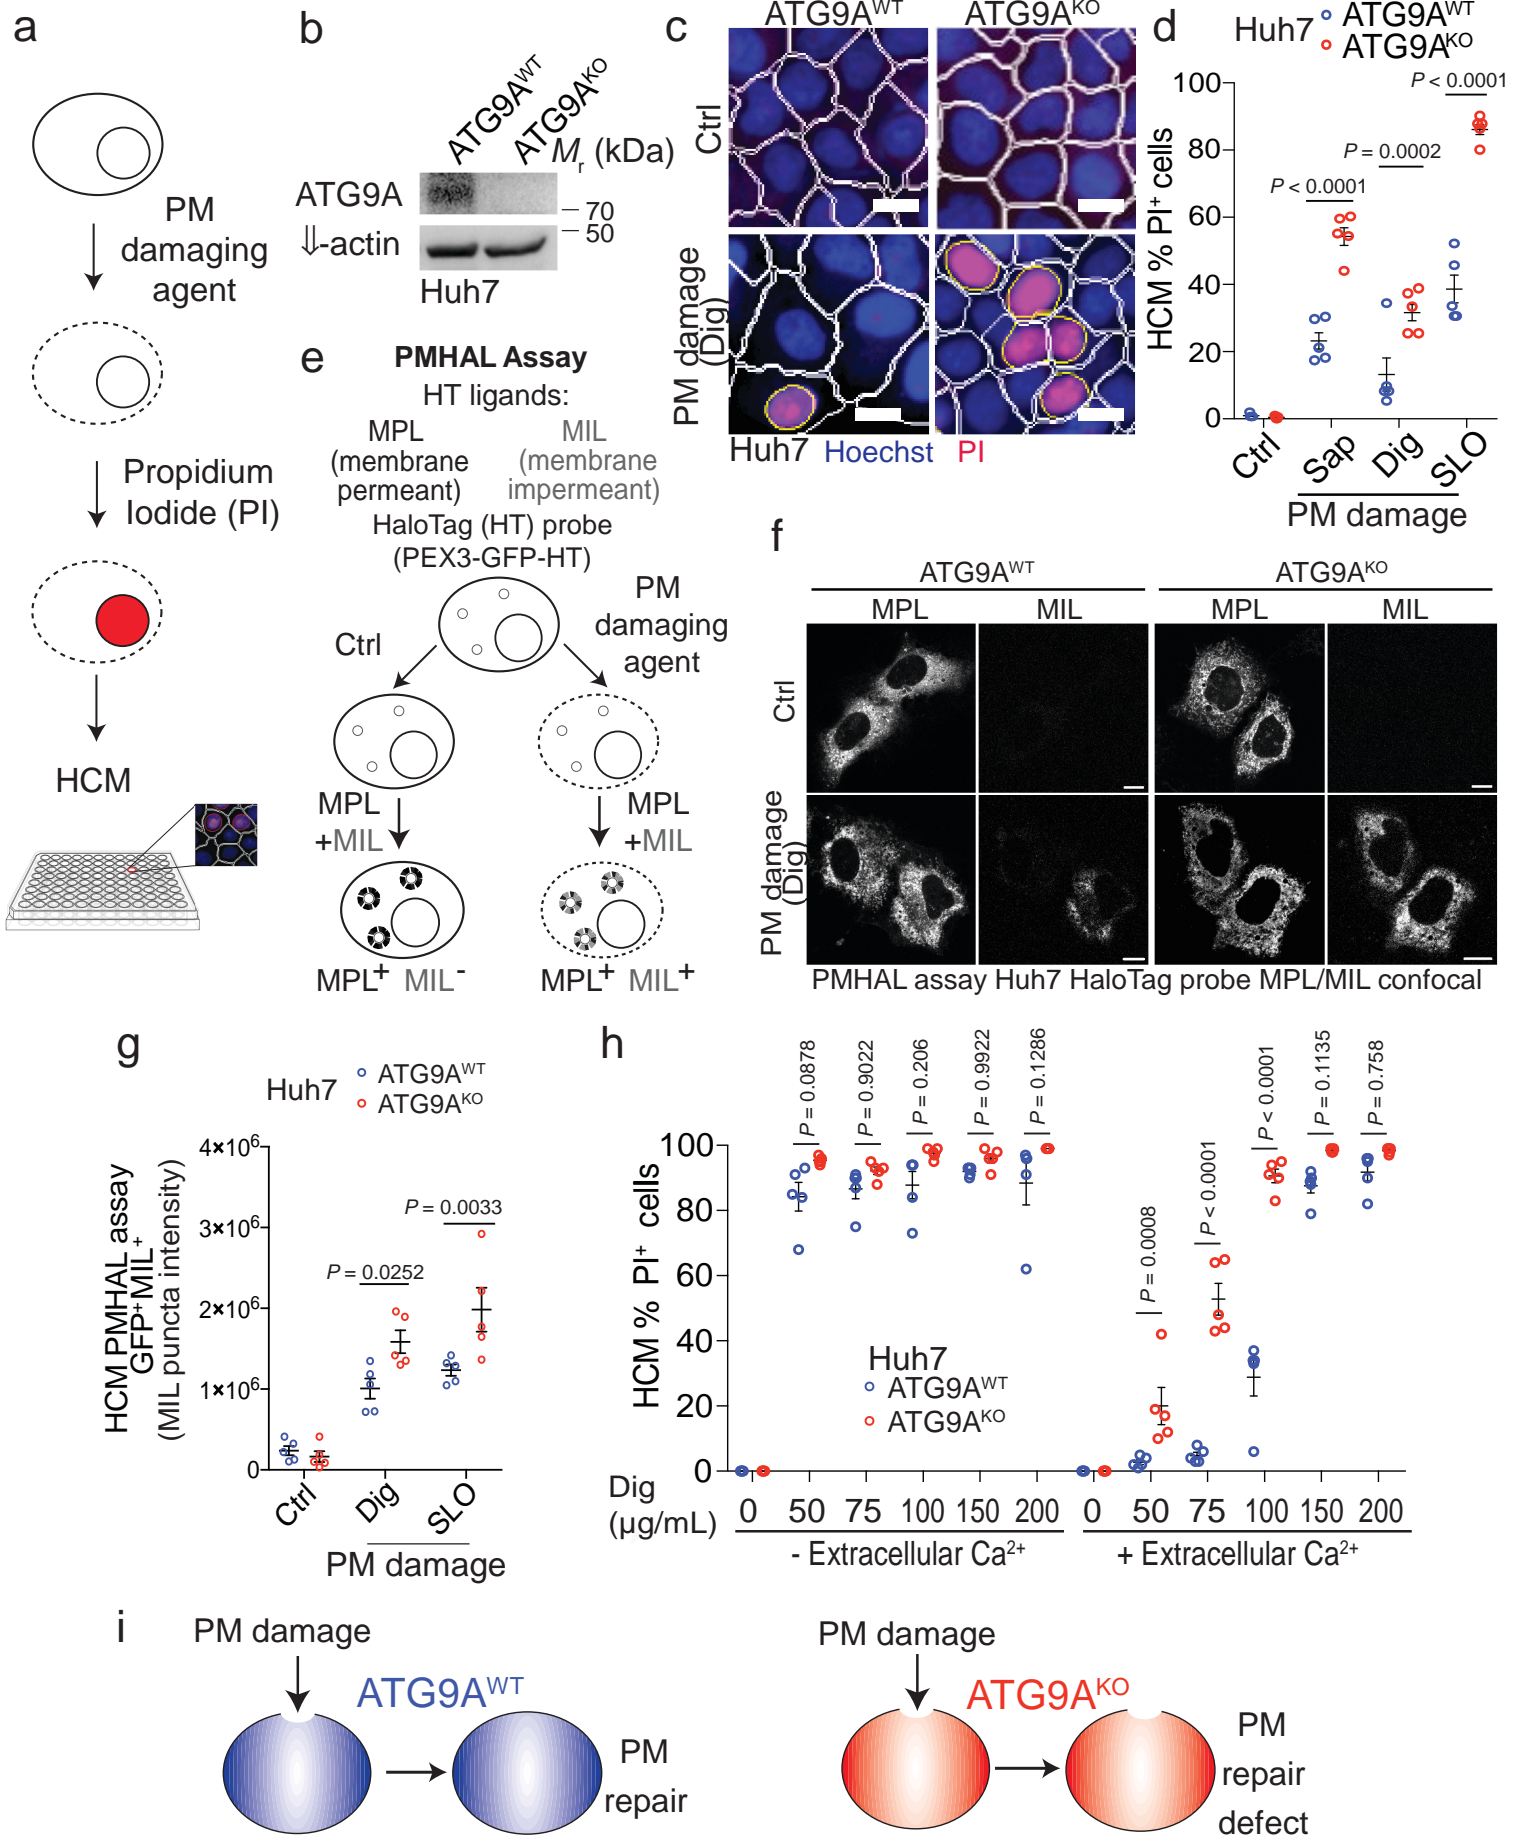 a
PM
damaging
agent
Propidium
Iodide (PI)
HCM
b
ATG9AWT
ATG9AKO
Mr (kDa)
ATG9A
70
50
⇓-actin
Huh7
c
ATG9AWT
ATG9AKO
Ctrl
PM damage
(Dig)
Huh7 Hoechst PI
d
Huh7
ATG9AWT
ATG9AKO
HCM % PI+ cells
100
80
60
40
20
0
P < 0.0001
P = 0.0002
P < 0.0001
Ctrl
Sap
Dig
SLO
PM damage
e
PMHAL Assay
HT ligands:
MPL
(membrane
permeant)
MIL
(membrane
impermeant)
HaloTag (HT) probe
(PEX3-GFP-HT)
Ctrl
PM
damaging
agent
MPL
+MIL
MPL
+MIL
MPL+ MIL-
MPL+ MIL+
f
ATG9AWT
ATG9AKO
MPL
MIL
MPL
MIL
Ctrl
PM damage
(Dig)
PMHAL assay Huh7 HaloTag probe MPL/MIL confocal
g
Huh7
ATG9AWT
ATG9AKO
HCM PMHAL assay
GFP+MIL+
(MIL puncta intensity)
4×10⁶
3×10⁶
2×10⁶
1×10⁶
0
P = 0.0252
P = 0.0033
Ctrl
Dig
SLO
PM damage
h
HCM % PI+ cells
100
80
60
40
20
0
P = 0.0878
P = 0.9022
P = 0.206
P = 0.9922
P = 0.1286
P = 0.0008
P < 0.0001
P < 0.0001
P = 0.1135
P = 0.758
Huh7
ATG9AWT
ATG9AKO
Dig
(µg/mL)
0 50 75 100 150 200
0 50 75 100 150 200
- Extracellular Ca²⁺
+ Extracellular Ca²⁺
i
PM damage
ATG9AWT
PM
repair
PM damage
ATG9AKO
PM
repair
defect